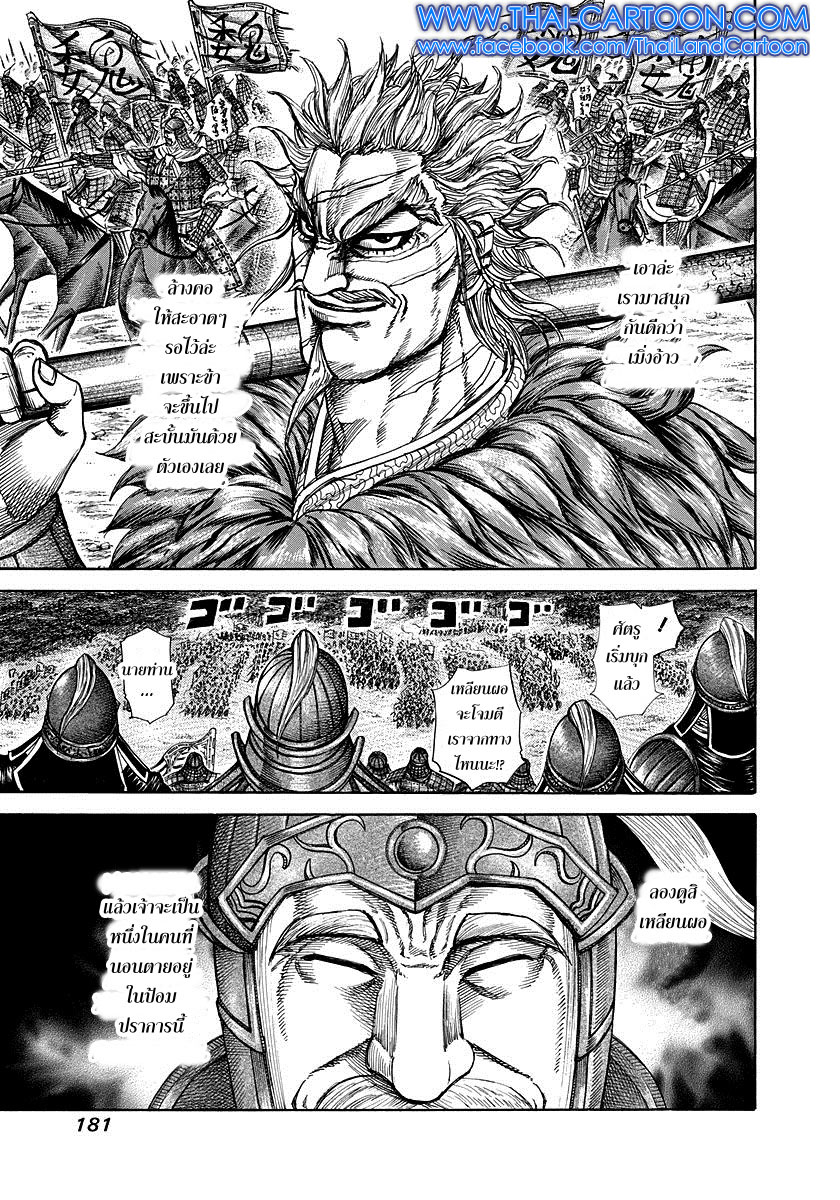 WWW.THAI-CARTOON.COM
www.facebook.com/ThaiLandCartoon
魏
魏
魏
魏
เอาล่ะ
เรามาสนุก
กันดีกว่า
เมิ่งอ้าว
ล้างคอ
ให้สะอาดๆ
รอไว้ล่ะ
เพราะข้า
จะขึ้นไป
สะบั้นมันด้วย
ตัวเองเลย
ゴゴゴゴゴ
ศัตรู
เริ่มบุก
แล้ว
!
เหลียนผอ
จะโจมตี
เราจากทาง
ไหนนะ!?
นายท่าน
...
ลองดูสิ
เหลียนผอ
แล้วเจ้าจะเป็น
หนึ่งในคนที่
นอนตายอยู่
ในป้อม
ปราการนี้
181